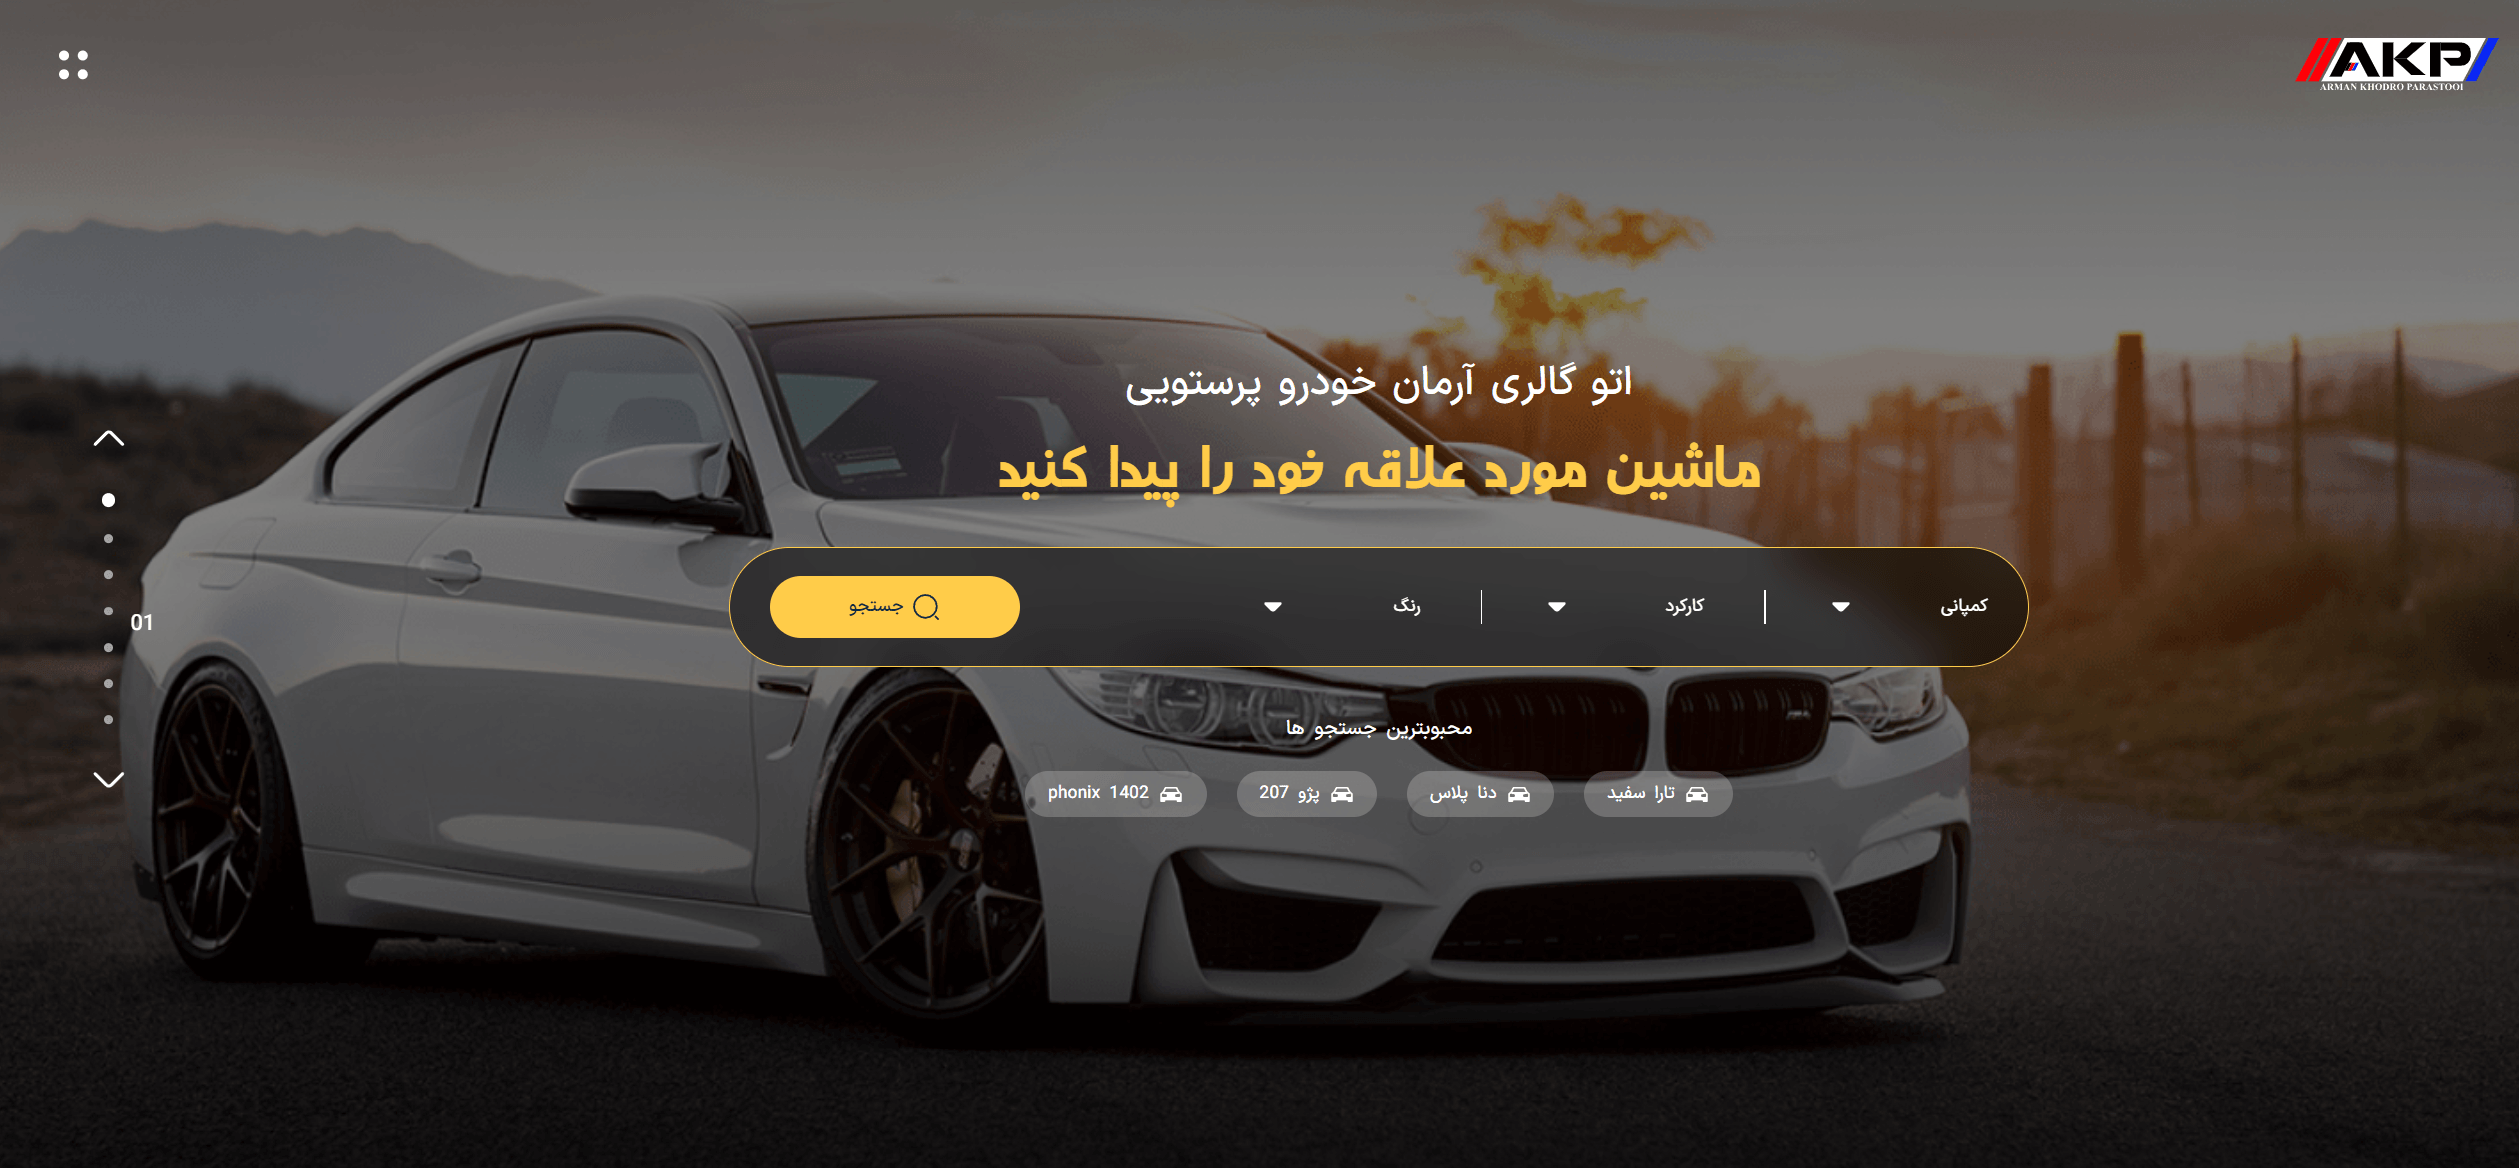 AKP
ARMAN KHODRO PARASTOOI
اتو گالری آرمان خودرو پرستویی
ماشین مورد علاقه خود را پیدا کنید
کمپانی
کارکرد
رنگ
جستجو
01
محبوبترین جستجو ها
تارا سفید
دنا پلاس
پژو 207
phonix 1402